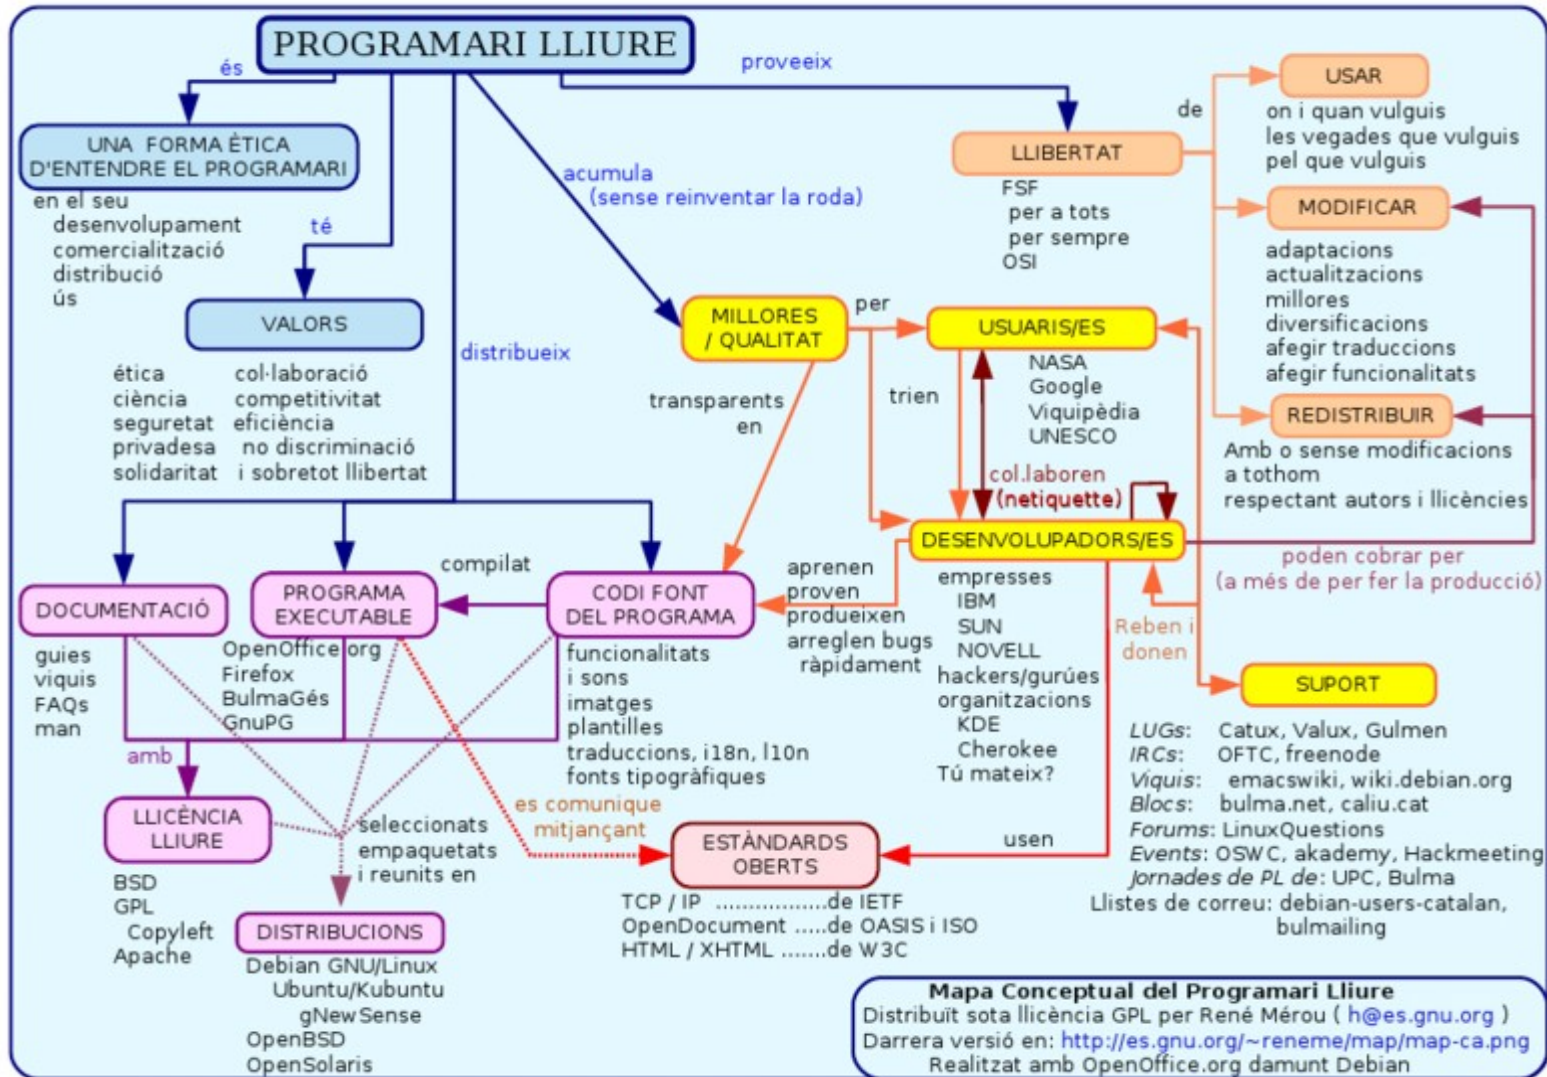 PROGRAMARI LLIURE
és
proveeix
UNA FORMA ÈTICA
D'ENTENDRE EL PROGRAMARI
en el seu
desenvolupament
comercialització
distribució
ús
té
VALORS
ética
ciència
seguretat
privadesa
solidaritat
col·laboració
competitivitat
eficiència
no discriminació
i sobretot llibertat
distribueix
acumula
(sense reinventar la roda)
LLIBERTAT
FSF
per a tots
per sempre
OSI
de
USAR
on i quan vulguis
les vegades que vulguis
pel que vulguis
MODIFICAR
adaptacions
actualitzacions
millores
diversificacions
afegir traduccions
afegir funcionalitats
REDISTRIBUIR
Amb o sense modificacions
a tothom
respectant autors i llicències
MILLORES
/ QUALITAT
per
transparents
en
USUARIS/ES
NASA
Google
Viquipèdia
UNESCO
trien
col.laboren
(netiquette)
DESENVOLUPADORS/ES
empresses
IBM
SUN
NOVELL
hackers/gurúes
organitzacions
KDE
Cherokee
Tú mateix?
poden cobrar per
(a més de per fer la producció)
aprenen
proven
produeixen
arreglen bugs
ràpidament
Reben i
donen
SUPORT
LUGs: Catux, Valux, Gulmen
IRCs: OFTC, freenode
Viquis: emacswiki, wiki.debian.org
Blocs: bulma.net, caliu.cat
Forums: LinuxQuestions
Events: OSWC, akademy, Hackmeeting
Jornades de PL de: UPC, Bulma
Llistes de correu: debian-users-catalan,
bulmailing
DOCUMENTACIÓ
guies
viquis
FAQs
man
PROGRAMA
EXECUTABLE
OpenOffice.org
Firefox
BulmaGés
GnuPG
compilat
CODI FONT
DEL PROGRAMA
funcionalitats
i sons
imatges
plantilles
traduccions, i18n, l10n
fonts tipogràfiques
amb
LLICÈNCIA
LLIURE
BSD
GPL
Copyleft
Apache
seleccionats
empaquetats
i reunits en
DISTRIBUCIONS
Debian GNU/Linux
Ubuntu/Kubuntu
gNewSense
OpenBSD
OpenSolaris
es comunique
mitjançant
usen
ESTÀNDARDS
OBERTS
TCP / IP ..................de IETF
OpenDocument .....de OASIS i ISO
HTML / XHTML .......de W3C
Mapa Conceptual del Programari Lliure
Distribuït sota llicència GPL per René Mérou ( h@es.gnu.org )
Darrera versió en: http://es.gnu.org/~reneme/map/map-ca.png
Realitzat amb OpenOffice.org damunt Debian